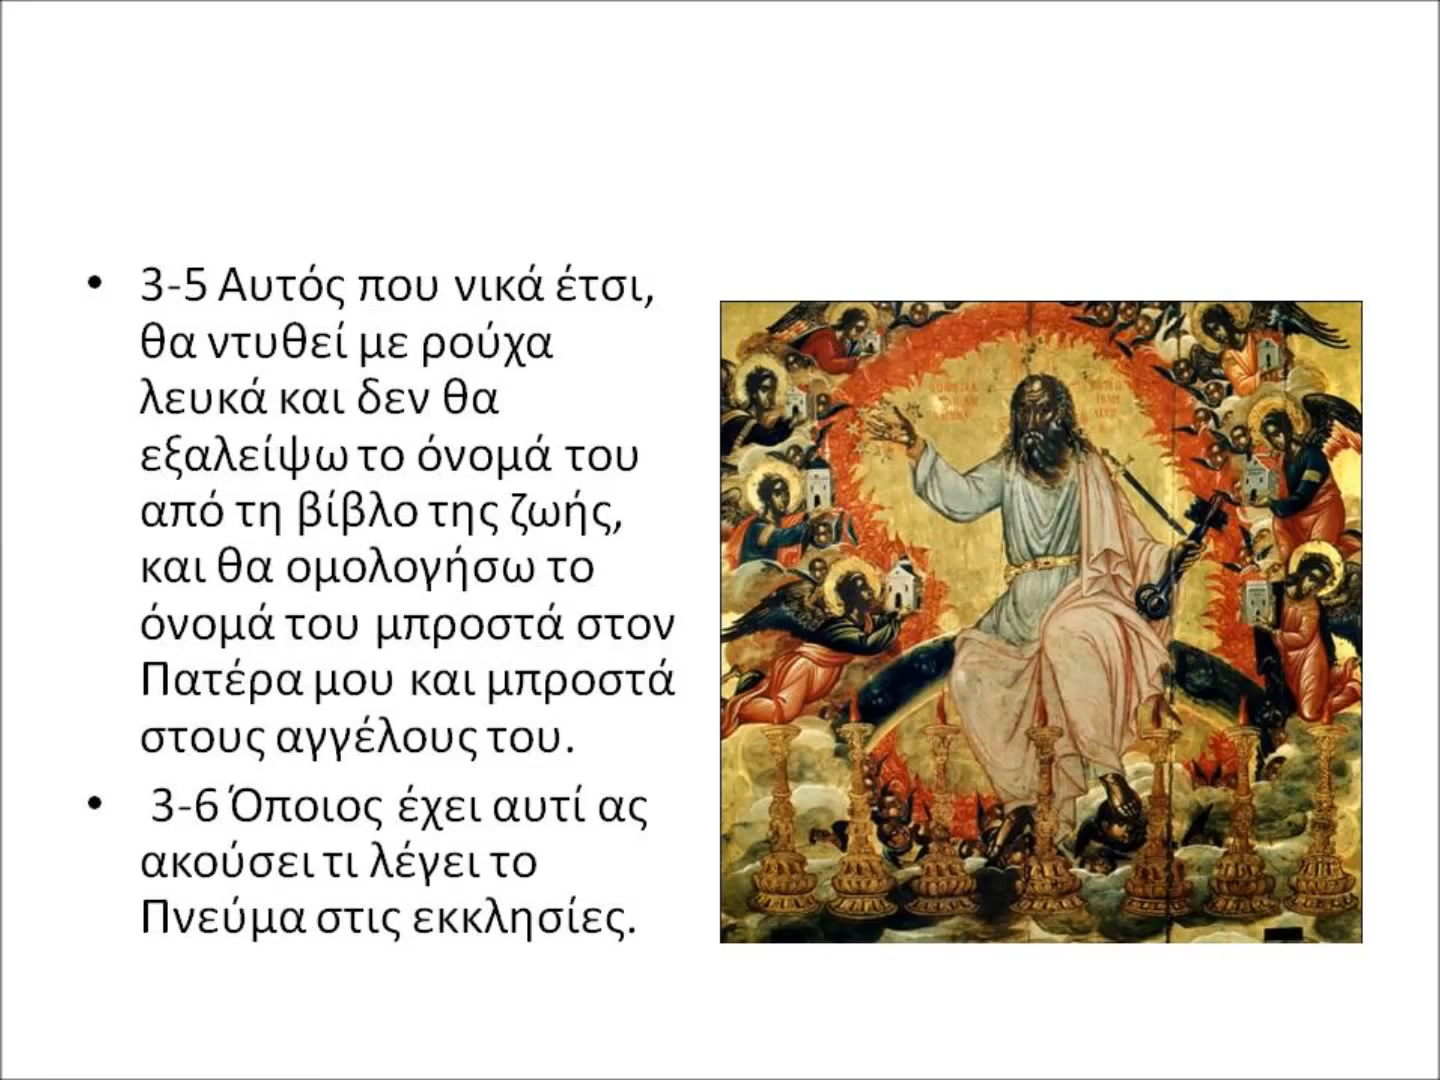 • 3-5 Αυτός που νικά έτσι,
θα ντυθεί με ρούχα
λευκά και δεν θα
εξαλείψω το όνομά του
από τη βίβλο της ζωής,
και θα ομολογήσω το
όνομά του μπροστά στον
Πατέρα μου και μπροστά
στους αγγέλους του.
• 3-6 Όποιος έχει αυτί ας
ακούσει τι λέγει το
Πνεύμα στις εκκλησίες.